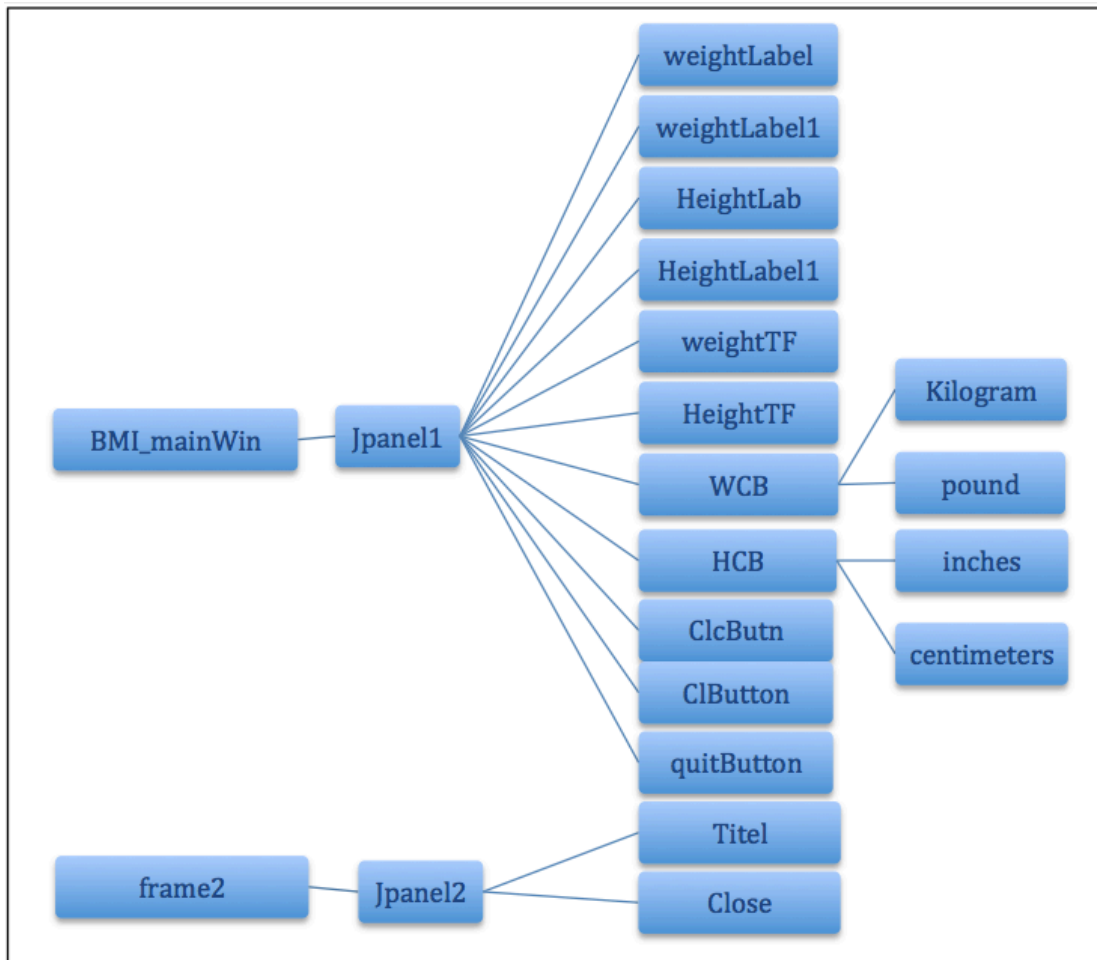 weightLabel
weightLabel1
HeightLab
HeightLabel1
weightTF
HeightTF
Kilogram
BMI_mainWin
Jpanel1
WCB
pound
HCB
inches
ClcButn
centimeters
ClButton
quitButton
Titel
frame2
Jpanel2
Close